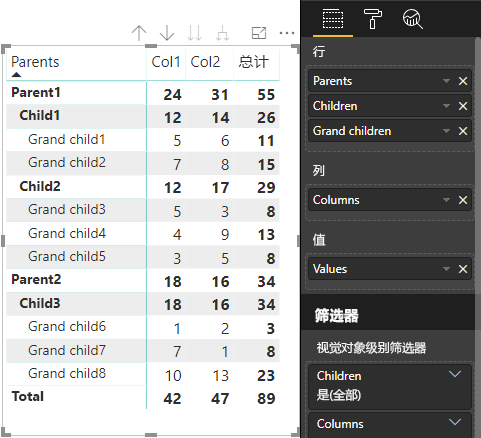 Parents Col1 Col2 总计
Parent1 24 31 55
Child1 12 14 26
Grand child1 5 6 11
Grand child2 7 8 15
Child2 12 17 29
Grand child3 5 3 8
Grand child4 4 9 13
Grand child5 3 5 8
Parent2 18 16 34
Child3 18 16 34
Grand child6 1 2 3
Grand child7 7 1 8
Grand child8 10 13 23
Total 42 47 89
行
Parents
Children
Grand children
列
Columns
值
Values
筛选器
视觉对象级别筛选器
Children
是(全部)
Columns